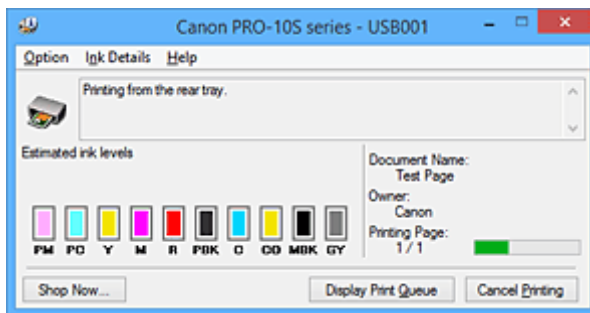 Canon PRO-10S series - USB001
Option Ink Details Help
Printing from the rear tray.
Estimated ink levels
Document Name:
Test Page
Owner:
Canon
Printing Page:
1 / 1
PM PC Y M R PBK C CO MBK GY
Shop Now... Display Print Queue Cancel Printing